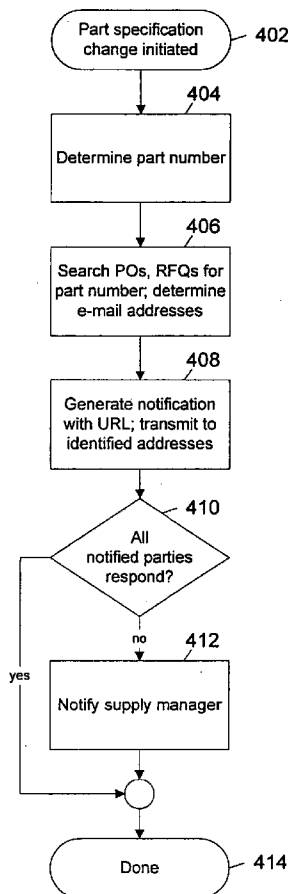 Part specification
change initiated
402
404
Determine part number
406
Search POs, RFQs for
part number; determine
e-mail addresses
408
Generate notification
with URL; transmit to
identified addresses
410
All
notified parties
respond?
no
412
yes
Notify supply manager
Done
414